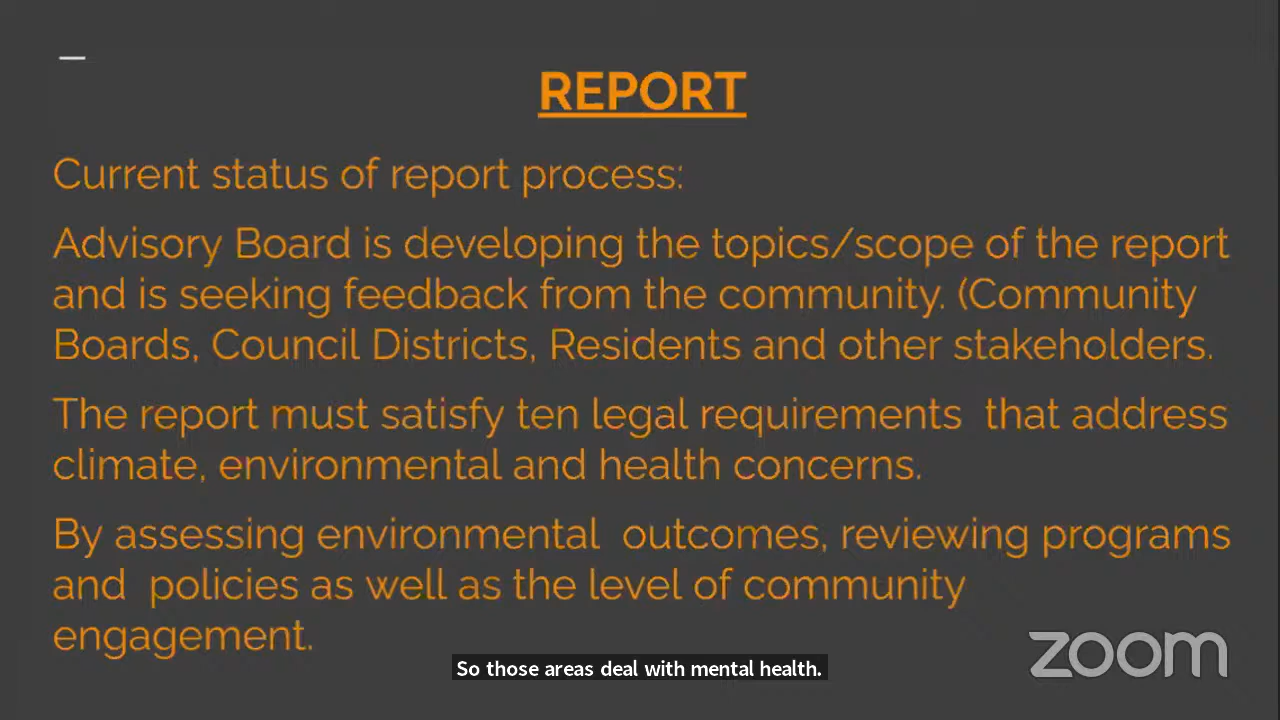 REPORT
Current status of report process:
Advisory Board is developing the topics/scope of the report
and is seeking feedback from the community. (Community
Boards, Council Districts, Residents and other stakeholders.
The report must satisfy ten legal requirements  that address
climate, environmental and health concerns.
By assessing environmental  outcomes, reviewing programs
and  policies as well as the level of community
engagement.
zoom
So those areas deal with mental health.